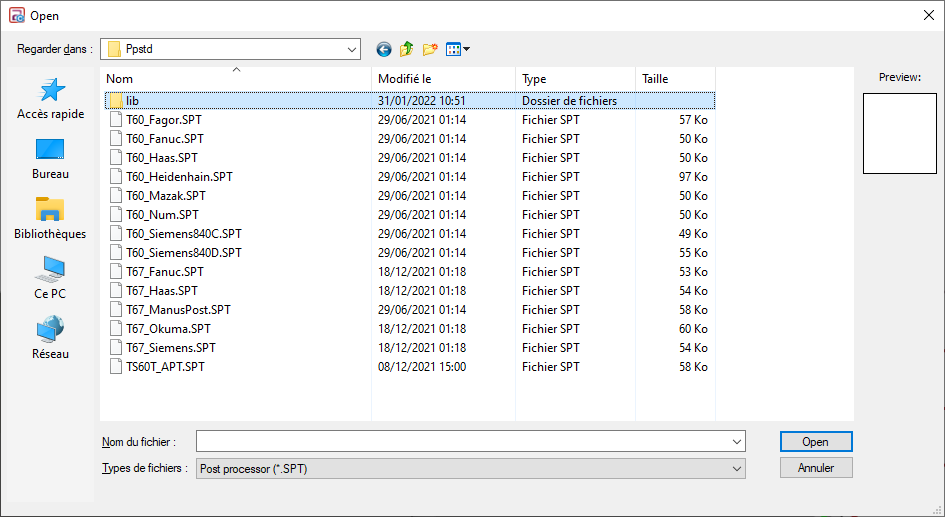 Open
Regarder dans : Ppstd
Nom Modifié le Type Taille
Preview:
lib 31/01/2022 10:51 Dossier de fichiers
T60_Fagor.SPT 29/06/2021 01:14 Fichier SPT 57 Ko
T60_Fanuc.SPT 29/06/2021 01:14 Fichier SPT 50 Ko
T60_Haas.SPT 29/06/2021 01:14 Fichier SPT 50 Ko
T60_Heidenhain.SPT 29/06/2021 01:14 Fichier SPT 97 Ko
T60_Mazak.SPT 29/06/2021 01:14 Fichier SPT 50 Ko
T60_Num.SPT 29/06/2021 01:14 Fichier SPT 50 Ko
T60_Siemens840C.SPT 29/06/2021 01:14 Fichier SPT 49 Ko
T60_Siemens840D.SPT 29/06/2021 01:14 Fichier SPT 55 Ko
T67_Fanuc.SPT 18/12/2021 01:18 Fichier SPT 53 Ko
T67_Haas.SPT 18/12/2021 01:18 Fichier SPT 54 Ko
T67_ManusPost.SPT 29/06/2021 01:14 Fichier SPT 58 Ko
T67_Okuma.SPT 18/12/2021 01:18 Fichier SPT 60 Ko
T67_Siemens.SPT 18/12/2021 01:18 Fichier SPT 54 Ko
TS60T_APT.SPT 08/12/2021 15:00 Fichier SPT 58 Ko
Accès rapide
Bureau
Bibliothèques
Ce PC
Réseau
Nom du fichier :
Open
Types de fichiers : Post processor (*.SPT)
Annuler